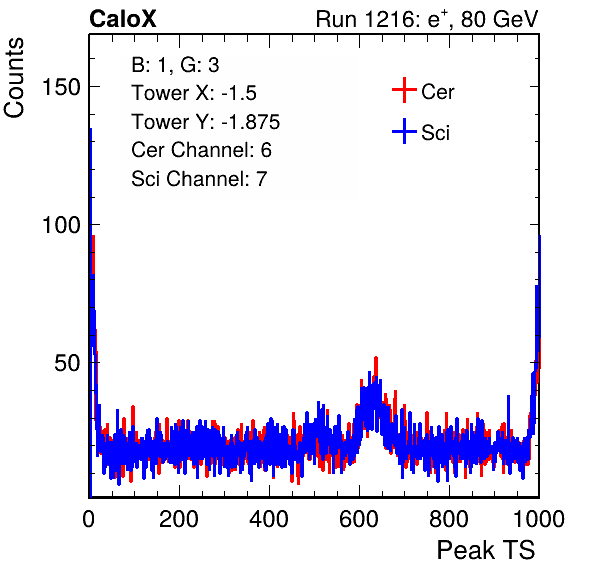 CaloX Run 1216: e+, 80 GeV
Counts
B: 1, G: 3
Tower X: -1.5
Tower Y: -1.875
Cer Channel: 6
Sci Channel: 7
Cer
Sci
150
100
50
0 200 400 600 800 1000
Peak TS